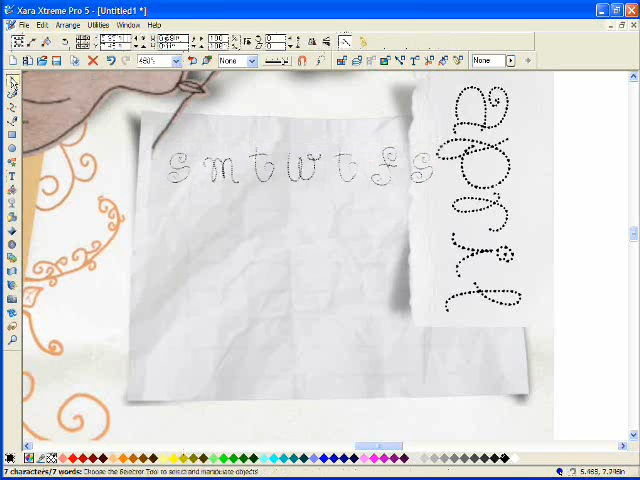 Xara Xtreme Pro 5 - [Untitled1 *]
File Edit Arrange Utilities Window Help
None
None
s m t w t f s
april
7 characters/7 words: Choose the Selector Tool to select and manipulate objects